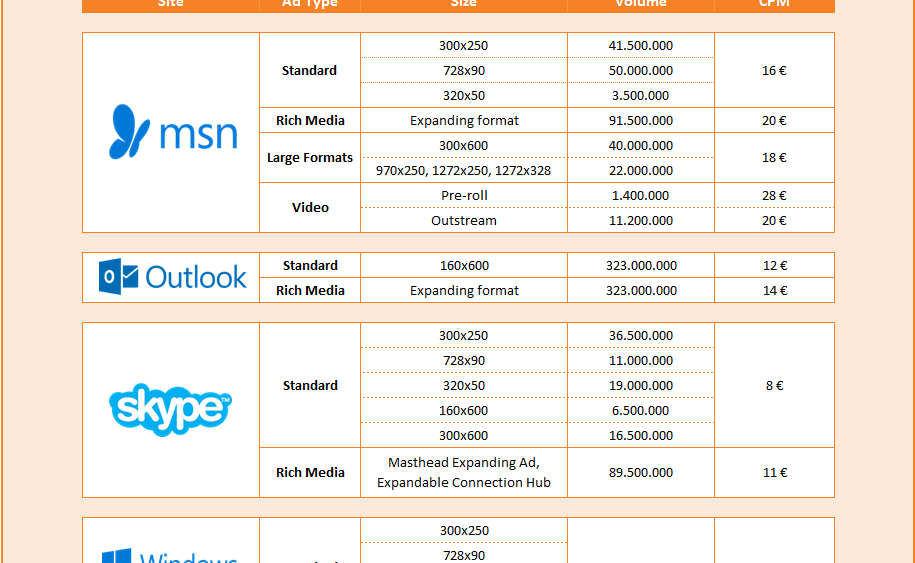 Site Ad Type Size Volume CPM
msn
Standard
300x250 41.500.000
728x90 50.000.000
320x50 3.500.000
16 €
Rich Media Expanding format 91.500.000 20 €
Large Formats
300x600 40.000.000
970x250, 1272x250, 1272x328 22.000.000
18 €
Video
Pre-roll 1.400.000 28 €
Outstream 11.200.000 20 €
Outlook
Standard 160x600 323.000.000 12 €
Rich Media Expanding format 323.000.000 14 €
skype™
Standard
300x250 36.500.000
728x90 11.000.000
320x50 19.000.000
160x600 6.500.000
300x600 16.500.000
8 €
Rich Media
Masthead Expanding Ad,
Expandable Connection Hub
89.500.000 11 €
Windows
300x250
728x90